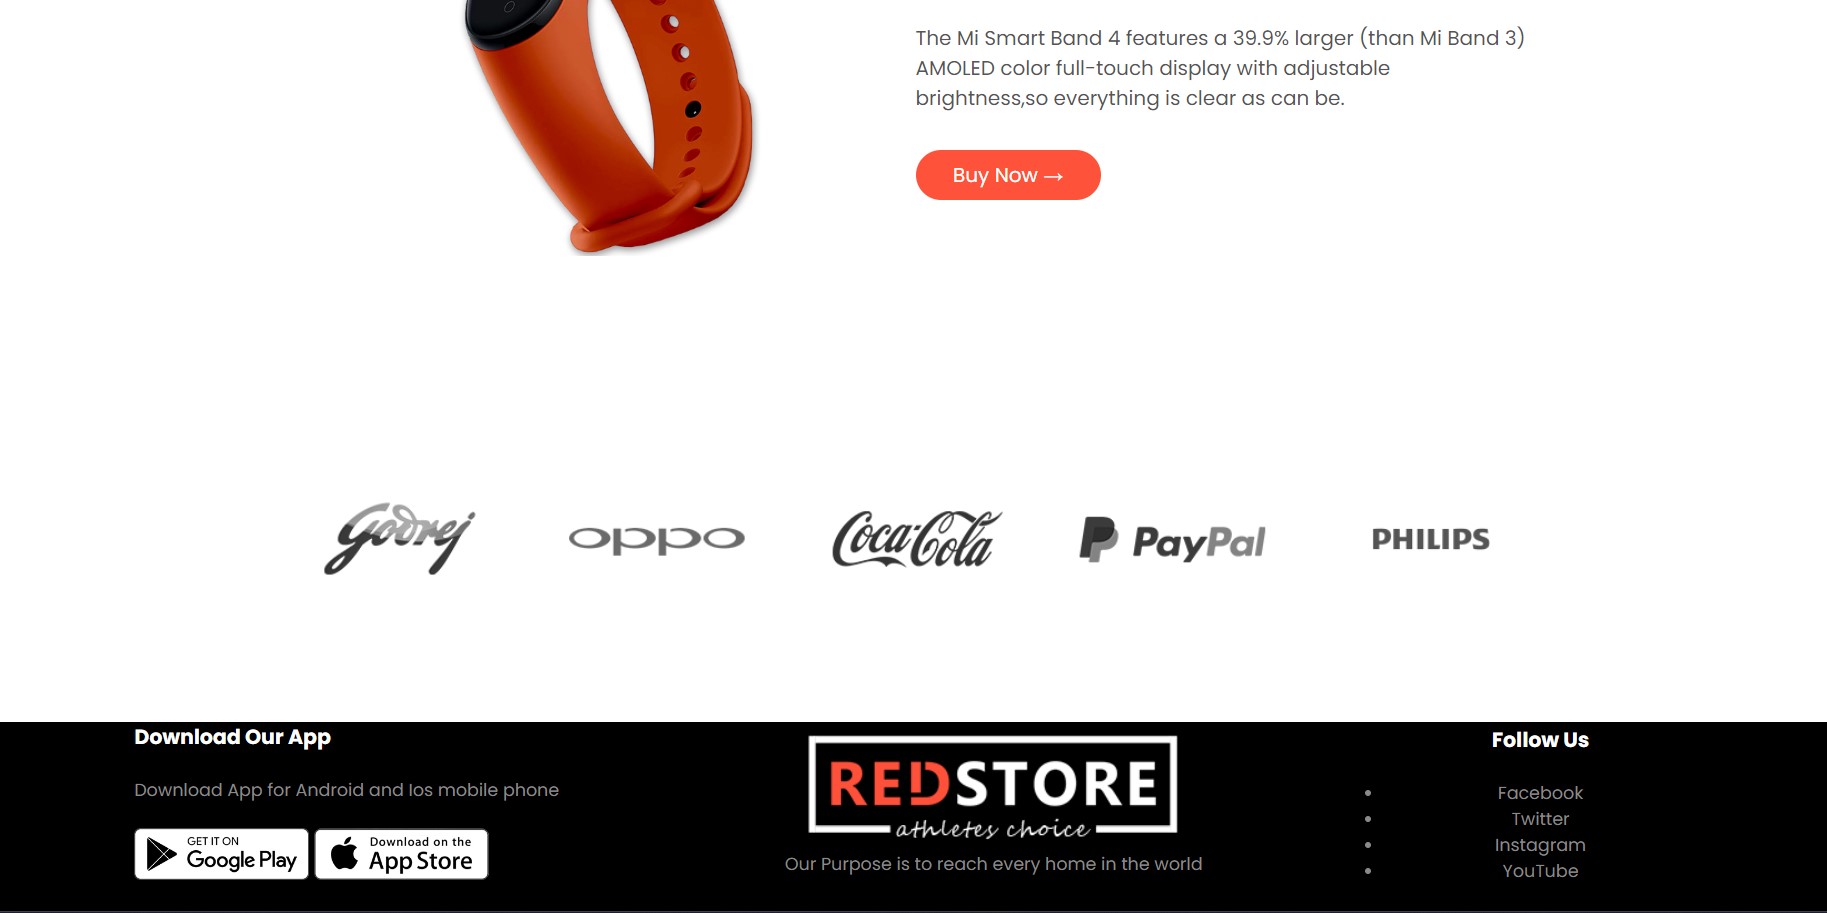 The Mi Smart Band 4 features a 39.9% larger (than Mi Band 3)
AMOLED color full-touch display with adjustable
brightness,so everything is clear as can be.
Buy Now →
Godrej
oppo
Coca-Cola
PayPal
PHILIPS
Download Our App
Download App for Android and Ios mobile phone
GET IT ON
Google Play
Download on the
App Store
REDSTORE
athletes choice
Our Purpose is to reach every home in the world
Follow Us
• Facebook
• Twitter
• Instagram
• YouTube